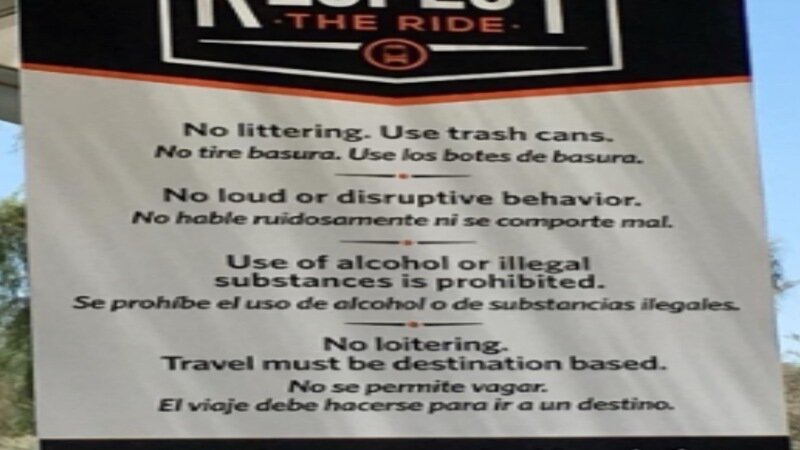 RESPECT
·THE RIDE·
No littering. Use trash cans.
No tire basura. Use los botes de basura.
No loud or disruptive behavior.
No hable ruidosamente ni se comporte mal.
Use of alcohol or illegal
substances is prohibited.
Se prohíbe el uso de alcohol o de substancias ilegales.
No loitering.
Travel must be destination based.
No se permite vagar.
El viaje debe hacerse para ir a un destino.